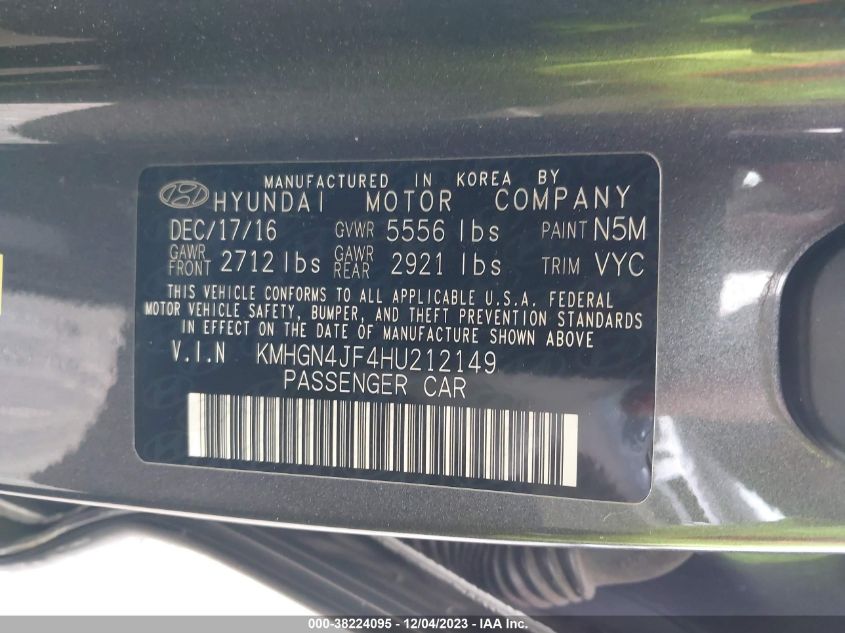 MANUFACTURED IN KOREA BY
HYUNDAI MOTOR COMPANY
DEC/17/16 GVWR 5556 lbs PAINT N5M
GAWR FRONT 2712 lbs GAWR REAR 2921 lbs TRIM VYC
THIS VEHICLE CONFORMS TO ALL APPLICABLE U.S.A. FEDERAL
MOTOR VEHICLE SAFETY, BUMPER, AND THEFT PREVENTION STANDARDS
IN EFFECT ON THE DATE OF MANUFACTURE SHOWN ABOVE
V.I.N KMHGN4JF4HU212149
PASSENGER CAR
000-38224095 - 12/04/2023 - IAA Inc.